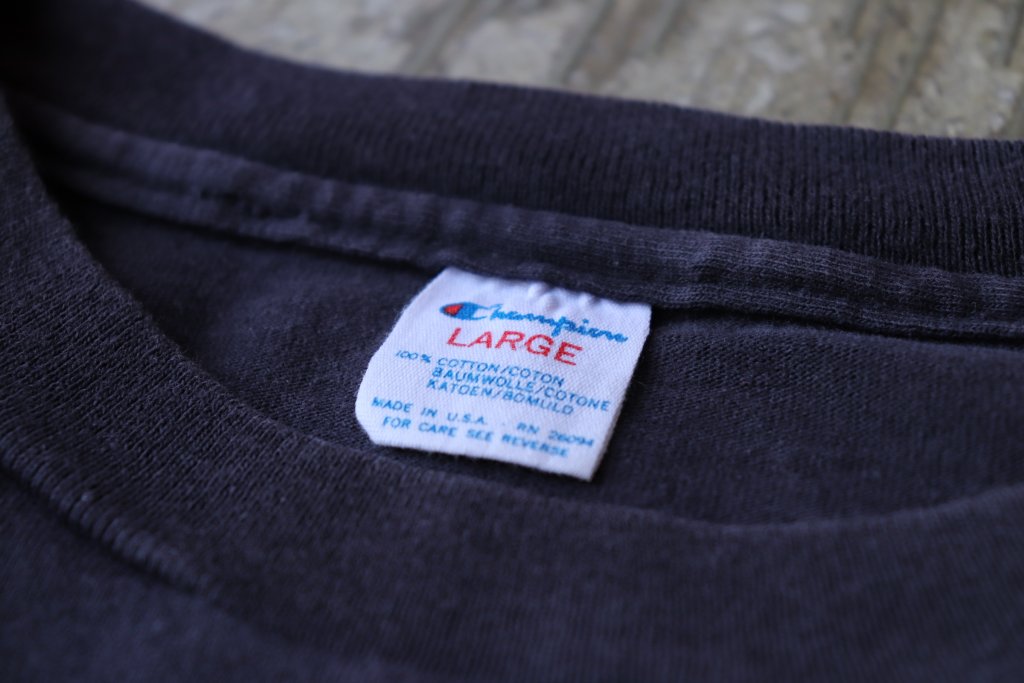 Champion
LARGE
100% COTTON/COTON
BAUMWOLLE/COTONE
KATOEN/BOMULD
MADE IN U.S.A. . RN 26094
FOR CARE SEE REVERSE